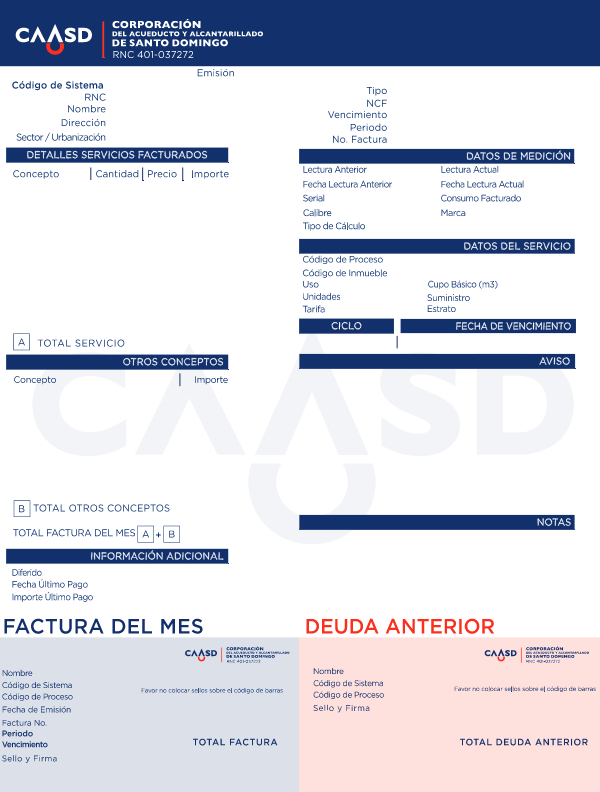 CAASD
CORPORACIÓN
DEL ACUEDUCTO Y ALCANTARILLADO
DE SANTO DOMINGO
RNC 401-037272
Emisión
Código de Sistema
RNC
Nombre
Dirección
Sector / Urbanización
Tipo
NCF
Vencimiento
Periodo
No. Factura
DETALLES SERVICIOS FACTURADOS
Concepto Cantidad Precio Importe
A TOTAL SERVICIO
DATOS DE MEDICIÓN
Lectura Anterior Lectura Actual
Fecha Lectura Anterior Fecha Lectura Actual
Serial Consumo Facturado
Calibre Marca
Tipo de Cálculo
DATOS DEL SERVICIO
Código de Proceso
Código de Inmueble
Uso Cupo Básico (m3)
Unidades Suministro
Tarifa Estrato
CICLO FECHA DE VENCIMIENTO
OTROS CONCEPTOS
Concepto Importe
AVISO
CAASD
B TOTAL OTROS CONCEPTOS
TOTAL FACTURA DEL MES A + B
NOTAS
INFORMACIÓN ADICIONAL
Diferido
Fecha Último Pago
Importe Último Pago
FACTURA DEL MES
CAASD
CORPORACIÓN
DEL ACUEDUCTO Y ALCANTARILLADO
DE SANTO DOMINGO
RNC 401-037272
Nombre
Código de Sistema
Código de Proceso
Favor no colocar sellos sobre el código de barras
Fecha de Emisión
Factura No.
Periodo
Vencimiento
TOTAL FACTURA
Sello y Firma
DEUDA ANTERIOR
CAASD
CORPORACIÓN
DEL ACUEDUCTO Y ALCANTARILLADO
DE SANTO DOMINGO
RNC 401-037272
Nombre
Código de Sistema
Código de Proceso
Favor no colocar sellos sobre el código de barras
Sello y Firma
TOTAL DEUDA ANTERIOR